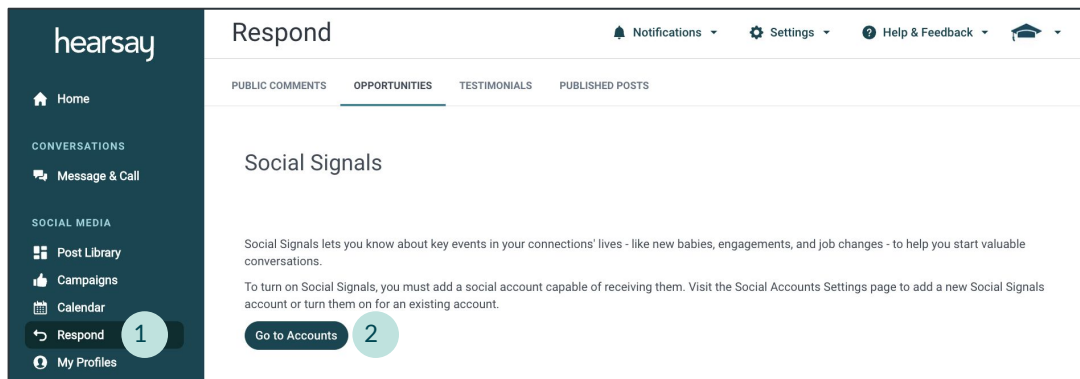 hearsay
Home
CONVERSATIONS
Message & Call
SOCIAL MEDIA
Post Library
Campaigns
Calendar
Respond 1
My Profiles
Respond
Notifications
Settings
Help & Feedback
PUBLIC COMMENTS
OPPORTUNITIES
TESTIMONIALS
PUBLISHED POSTS
Social Signals
Social Signals lets you know about key events in your connections' lives - like new babies, engagements, and job changes - to help you start valuable
conversations.
To turn on Social Signals, you must add a social account capable of receiving them. Visit the Social Accounts Settings page to add a new Social Signals
account or turn them on for an existing account.
Go to Accounts 2